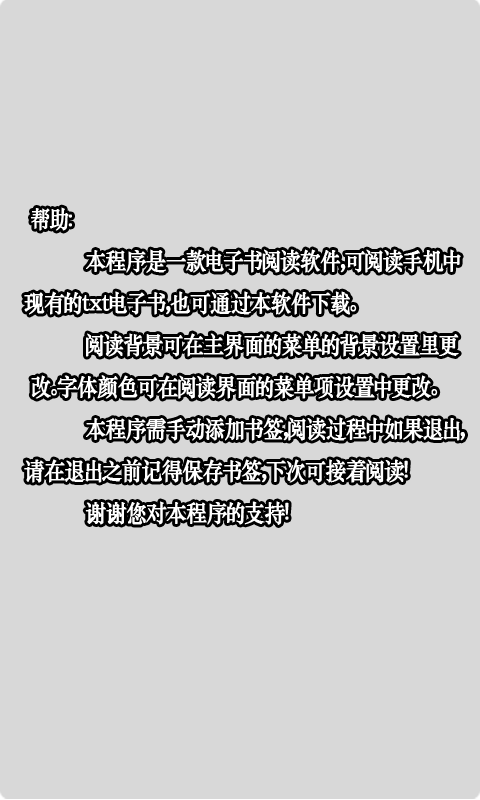 帮助:
本程序是一款电子书阅读软件,可阅读手机中
现有的txt电子书,也可通过本软件下载。
阅读背景可在主界面的菜单的背景设置里更
改。字体颜色可在阅读界面的菜单项设置中更改。
本程序需手动添加书签,阅读过程中如果退出,
请在退出之前记得保存书签,下次可接着阅读!
谢谢您对本程序的支持!